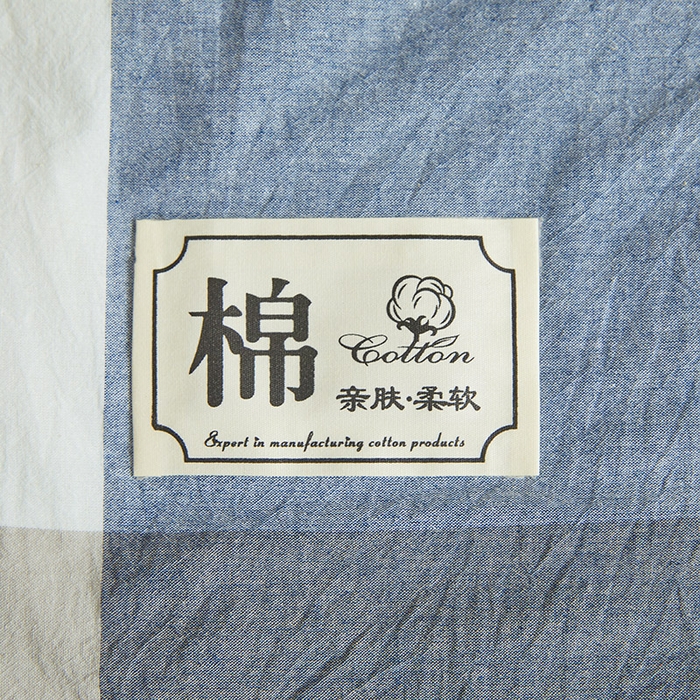 棉
Cotton
亲肤·柔软
Expert in manufacturing cotton products